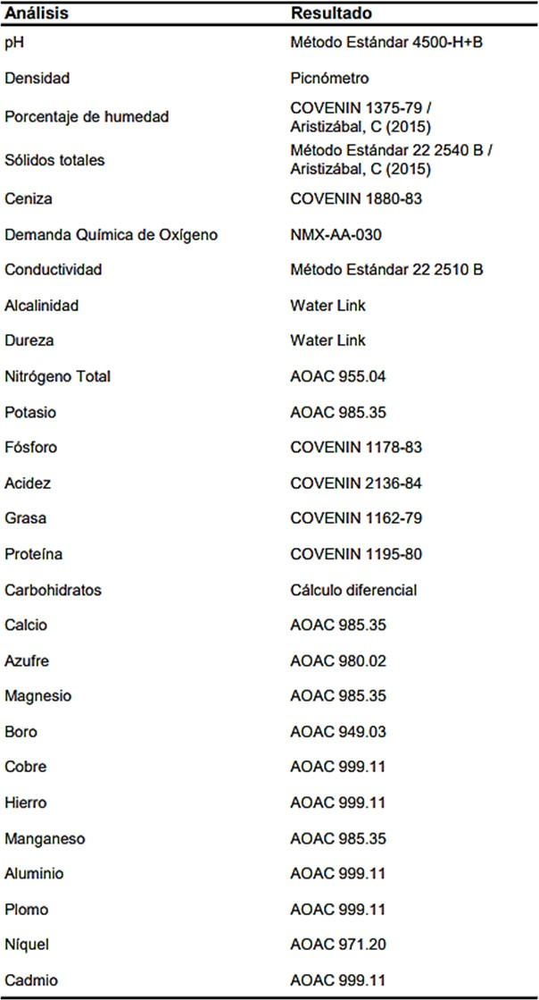 Análisis Resultado
pH Método Estándar 4500-H+B
Densidad Picnómetro
Porcentaje de humedad COVENIN 1375-79 /
Aristizábal, C (2015)
Sólidos totales Método Estándar 22 2540 B /
Aristizábal, C (2015)
Ceniza COVENIN 1880-83
Demanda Química de Oxígeno NMX-AA-030
Conductividad Método Estándar 22 2510 B
Alcalinidad Water Link
Dureza Water Link
Nitrógeno Total AOAC 955.04
Potasio AOAC 985.35
Fósforo COVENIN 1178-83
Acidez COVENIN 2136-84
Grasa COVENIN 1162-79
Proteína COVENIN 1195-80
Carbohidratos Cálculo diferencial
Calcio AOAC 985.35
Azufre AOAC 980.02
Magnesio AOAC 985.35
Boro AOAC 949.03
Cobre AOAC 999.11
Hierro AOAC 999.11
Manganeso AOAC 985.35
Aluminio AOAC 999.11
Plomo AOAC 999.11
Níquel AOAC 971.20
Cadmio AOAC 999.11